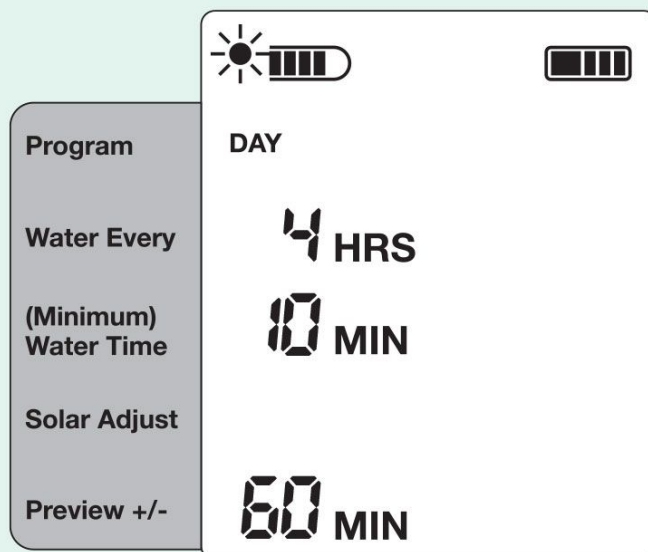 Program DAY
Water Every 4 HRS
(Minimum)
Water Time 10 MIN
Solar Adjust
Preview +/- 60 MIN